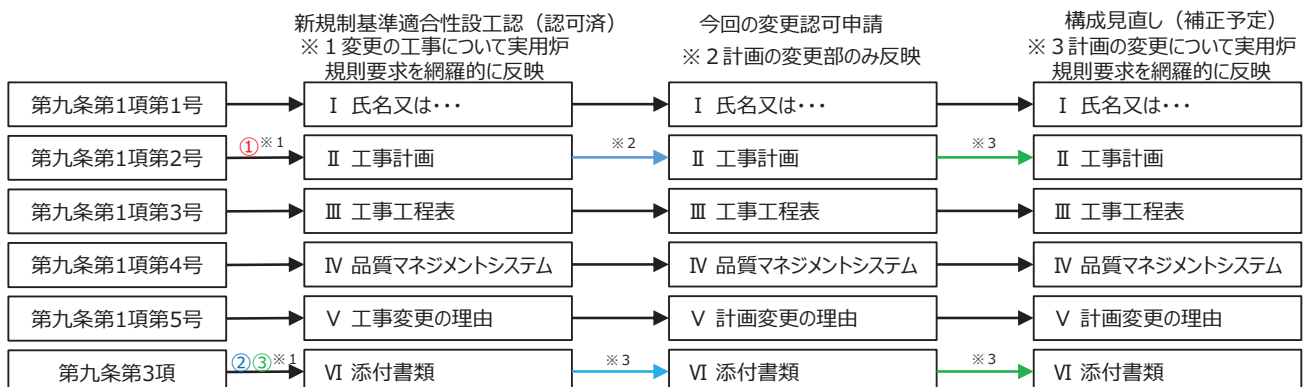 新規制基準適合性設工認（認可済）
※１変更の工事について実用炉
規則要求を網羅的に反映
今回の変更認可申請
※２計画の変更部のみ反映
構成見直し（補正予定）
※３計画の変更について実用炉
規則要求を網羅的に反映
第九条第1項第1号
Ⅰ 氏名又は・・・
Ⅰ 氏名又は・・・
Ⅰ 氏名又は・・・
第九条第1項第2号
①※１
Ⅱ 工事計画
※２
Ⅱ 工事計画
※３
Ⅱ 工事計画
第九条第1項第3号
Ⅲ 工事工程表
Ⅲ 工事工程表
Ⅲ 工事工程表
第九条第1項第4号
Ⅳ 品質マネジメントシステム
Ⅳ 品質マネジメントシステム
Ⅳ 品質マネジメントシステム
第九条第1項第5号
Ⅴ 工事変更の理由
Ⅴ 計画変更の理由
Ⅴ 計画変更の理由
第九条第3項
②③※１
Ⅵ 添付書類
※３
Ⅵ 添付書類
※３
Ⅵ 添付書類